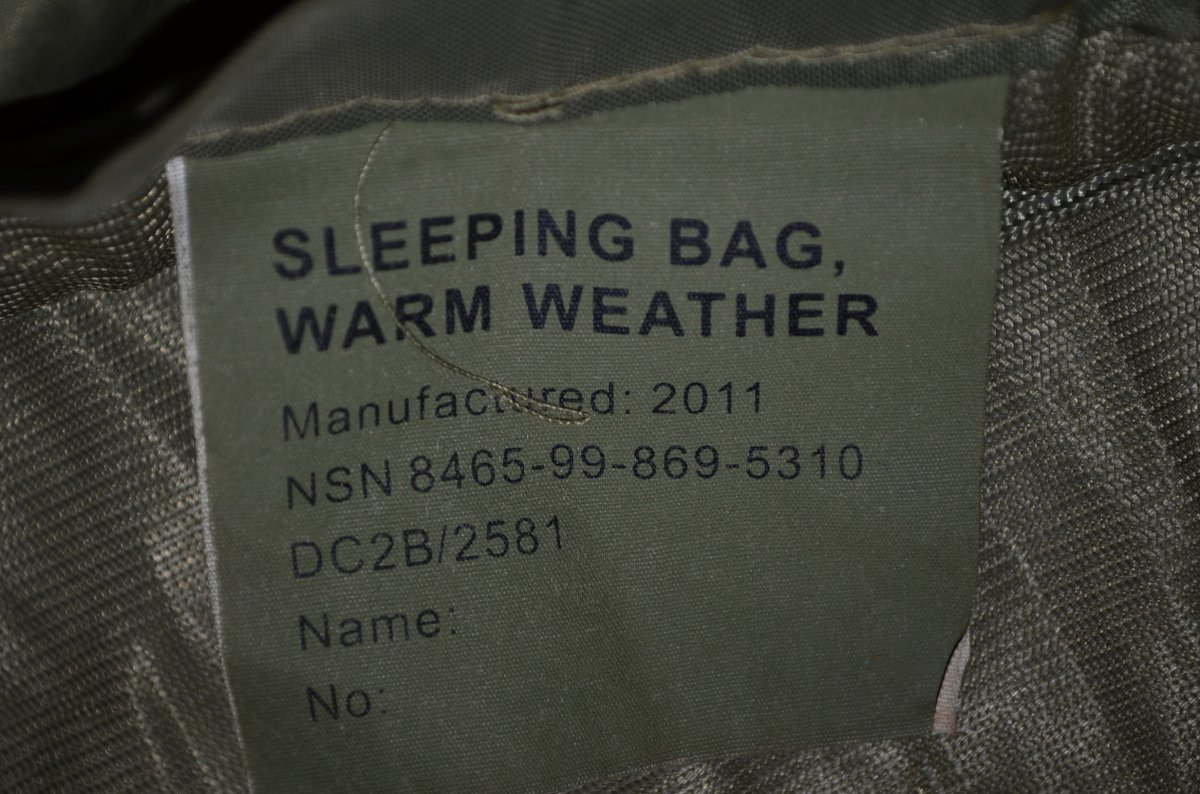 SLEEPING BAG,
WARM WEATHER
Manufactured: 2011
NSN 8465-99-869-5310
DC2B/2581
Name:
No: